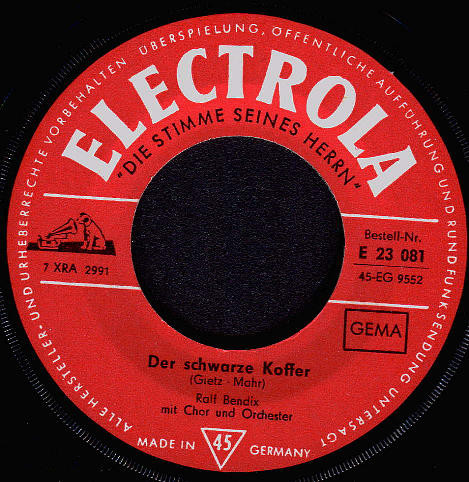 ALLE HERSTELLER- UND URHEBERRECHTE VORBEHALTEN ÜBERSPIELUNG, ÖFFENTLICHE AUFFÜHRUNG UND RUNDFUNKSENDUNG UNTERSAGT
ELECTROLA
"DIE STIMME SEINES HERRN"
7 XRA 2991
Bestell-Nr.
E 23 081
45-EG 9552
GEMA
Der schwarze Koffer
(Gietz - Mohr)
Ralf Bendix
mit Chor und Orchester
MADE IN 45 GERMANY